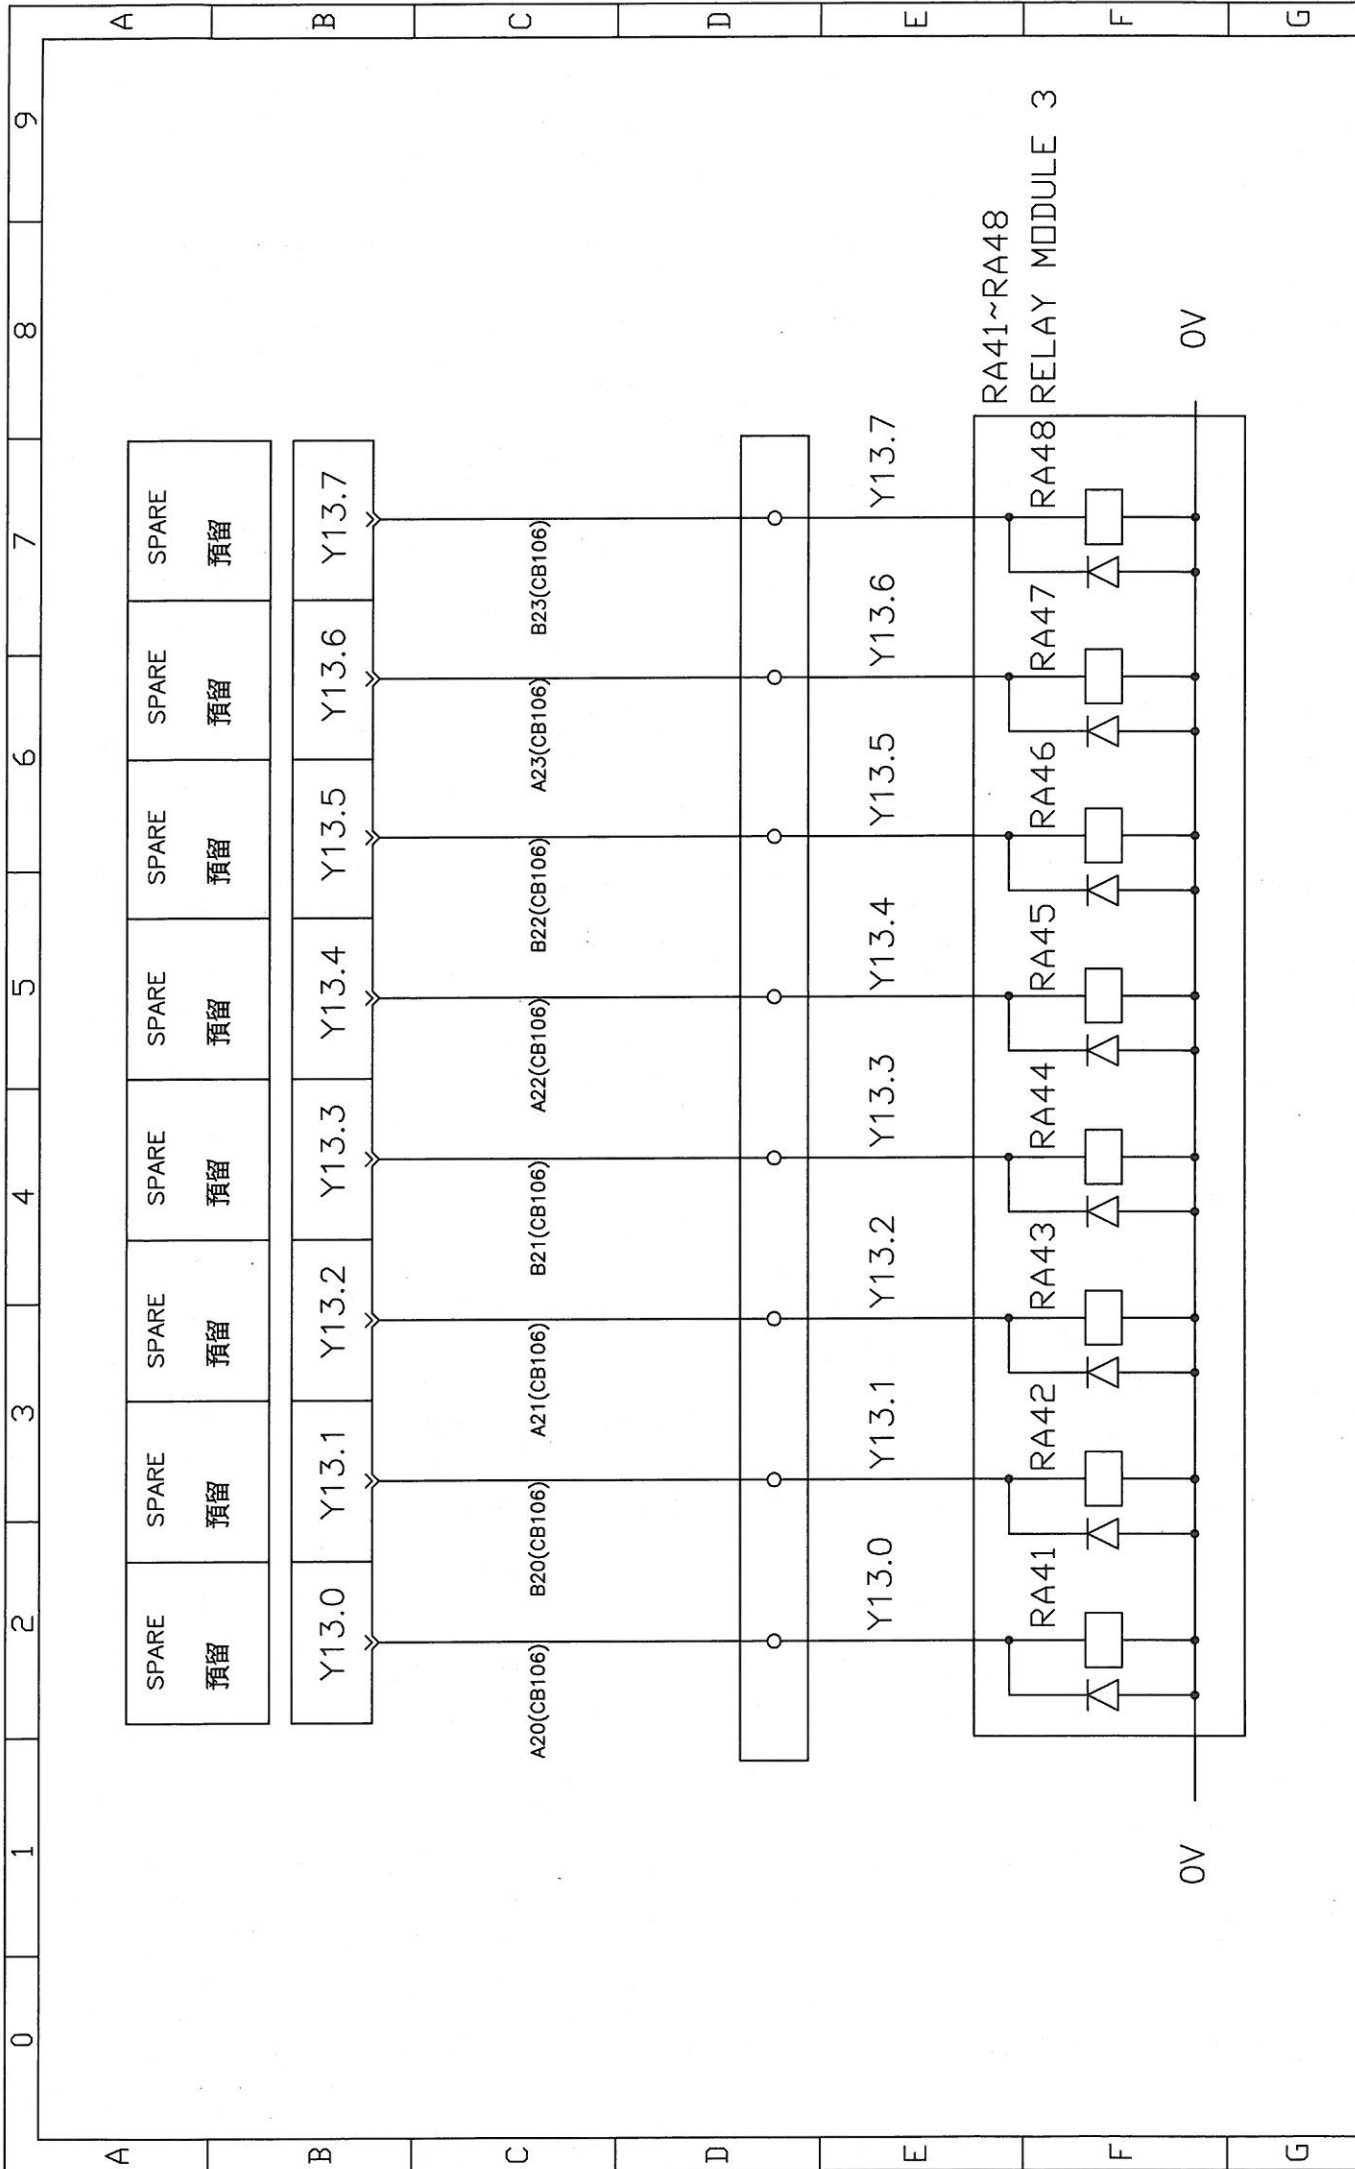 0 1 2 3 4 5 6 7 8 9
A
B
C
D
E
F
G
A
B
C
D
E
F
G
SPARE SPARE SPARE SPARE SPARE SPARE SPARE SPARE
預留 預留 預留 預留 預留 預留 預留 預留
Y13.0 Y13.1 Y13.2 Y13.3 Y13.4 Y13.5 Y13.6 Y13.7
A20(CB106) B20(CB106) A21(CB106) B21(CB106) A22(CB106) B22(CB106) A23(CB106) B23(CB106)
Y13.0 Y13.1 Y13.2 Y13.3 Y13.4 Y13.5 Y13.6 Y13.7
RA41~RA48
RELAY MODULE 3
RA41 RA42 RA43 RA44 RA45 RA46 RA47 RA48
0V 0V